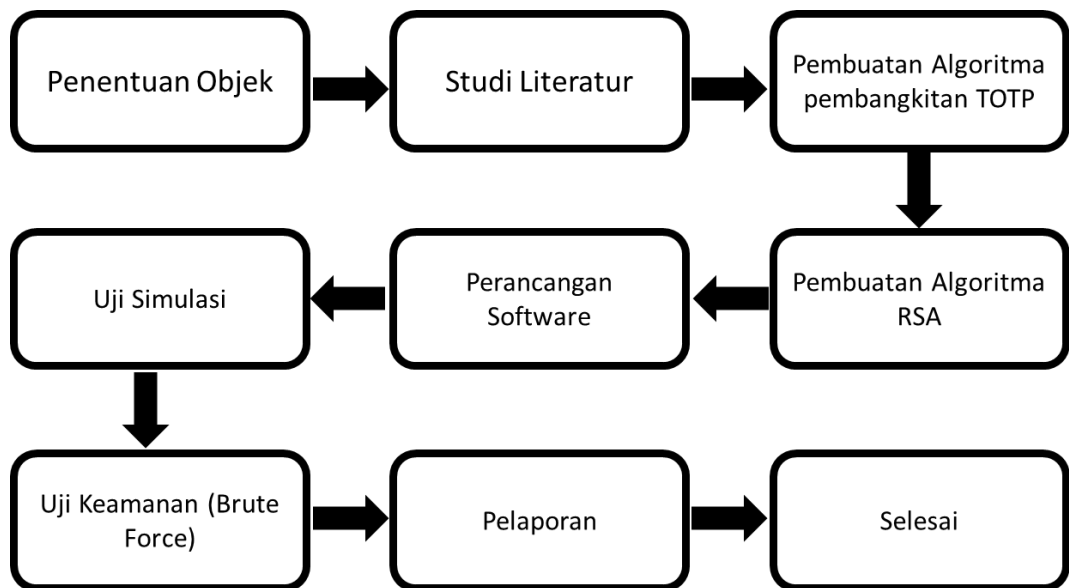 Penentuan Objek
Studi Literatur
Pembuatan Algoritma
pembangkitan TOTP
Pembuatan Algoritma
RSA
Perancangan
Software
Uji Simulasi
Uji Keamanan (Brute
Force)
Pelaporan
Selesai